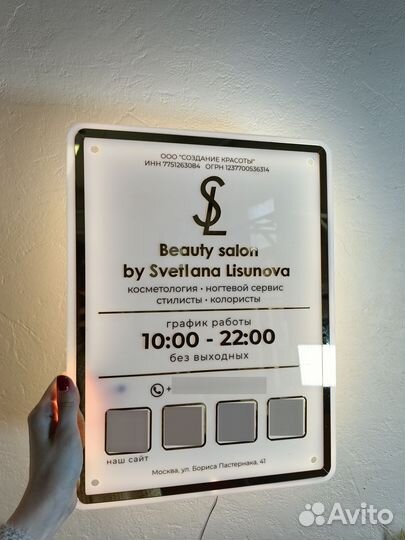 ООО "СОЗДАНИЕ КРАСОТЫ"
ИНН 7751263084 ОГРН 1237700536314
SL
Beauty salon
by Svetlana Lisunova
косметология • ногтевой сервис
стилисты • колористы
график работы
10:00 - 22:00
без выходных
+
наш сайт
Москва, ул. Бориса Пастернака, 41
Avito